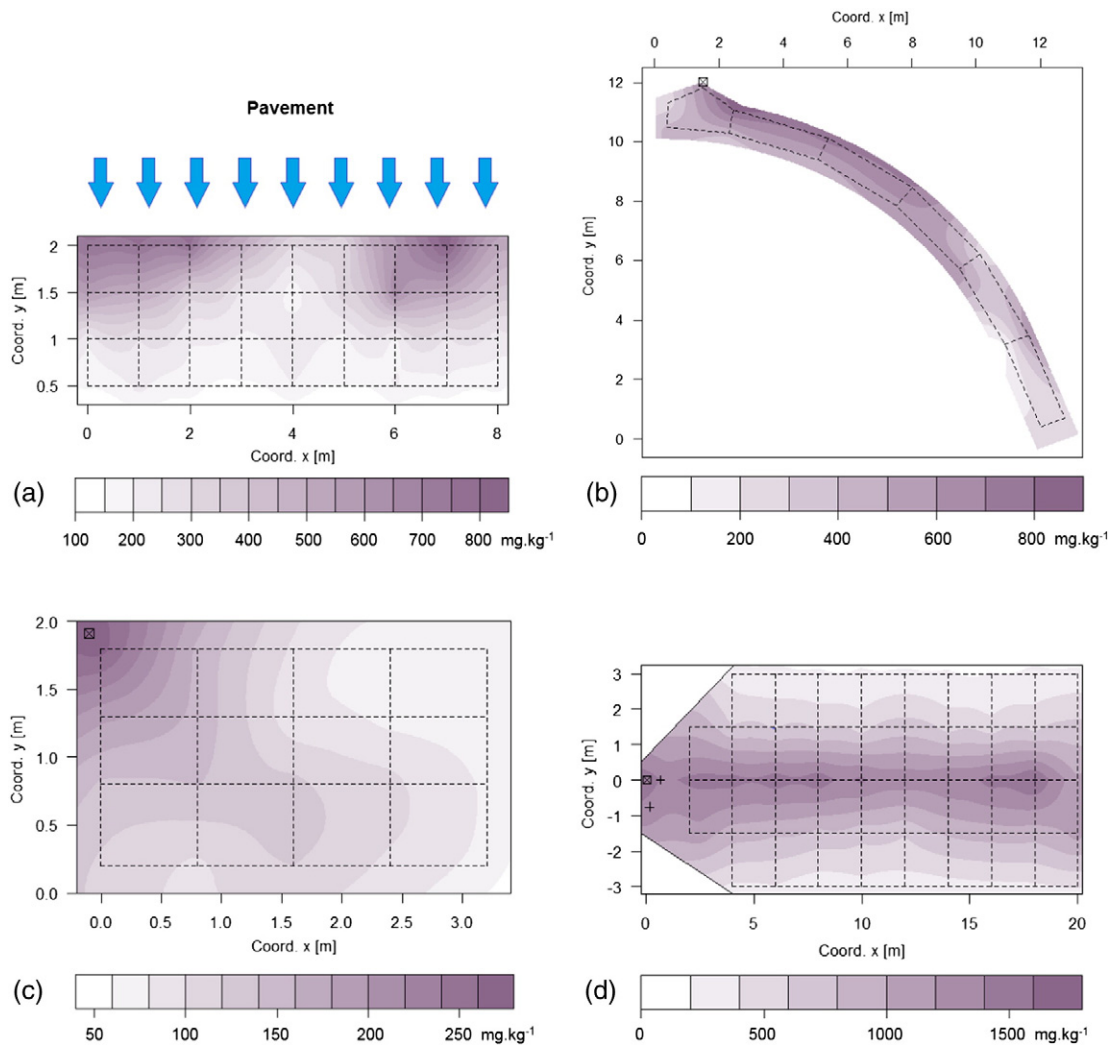 Coord. x [m]
0 2 4 6 8 10 12
Pavement
12
10
8
6
4
2
0
Coord. y [m]
2
1.5
1
0.5
Coord. y [m]
0 2 4 6 8
Coord. x [m]
(a)
100 200 300 400 500 600 700 800 mg.kg-1
(b)
0 200 400 600 800 mg.kg-1
2.0
1.5
1.0
0.5
0.0
Coord. y [m]
0.0 0.5 1.0 1.5 2.0 2.5 3.0
Coord. x [m]
(c)
50 100 150 200 250 mg.kg-1
3
2
1
0
-1
-2
-3
Coord. y [m]
0 5 10 15 20
Coord. x [m]
(d)
0 500 1000 1500 mg.kg-1